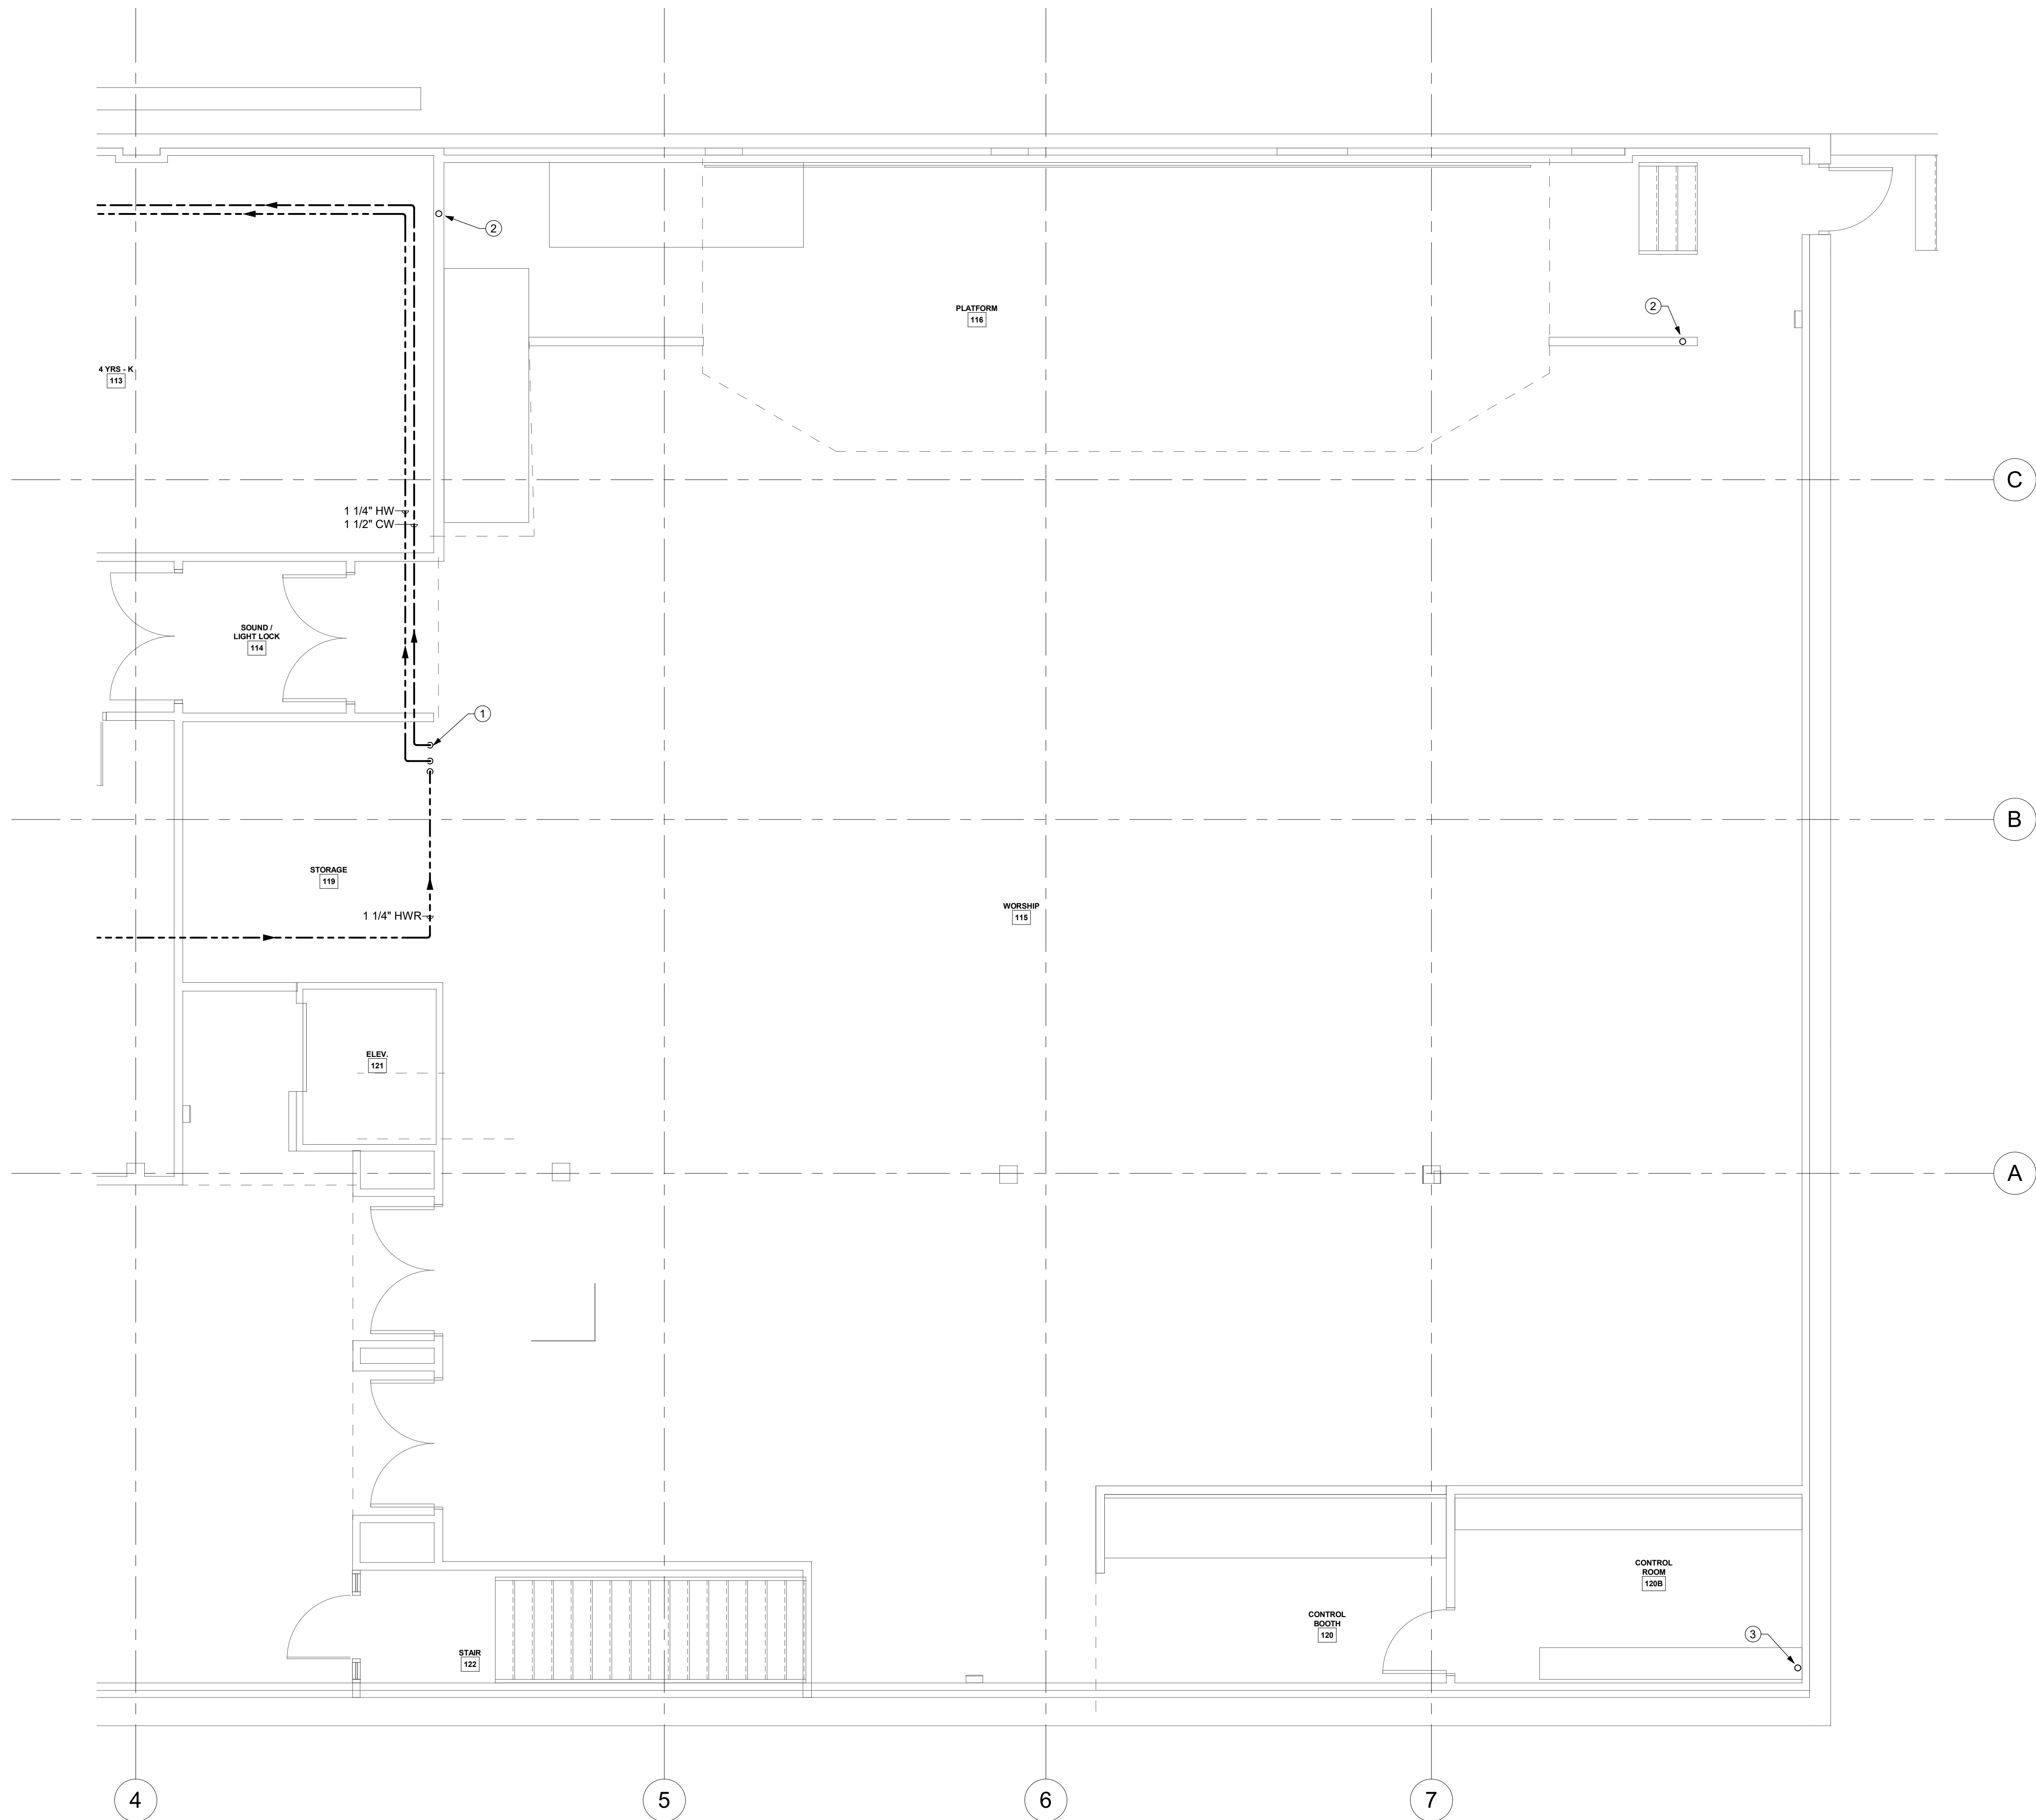 2
PLATFORM
116
2
4 YRS - K
113
C
1 1/4" HW
1 1/2" CW
SOUND /
LIGHT LOCK
114
1
B
STORAGE
119
1 1/4" HWR
WORSHIP
115
ELEV.
121
A
CONTROL
ROOM
120B
CONTROL
BOOTH
120
3
STAIR
122
4
5
6
7